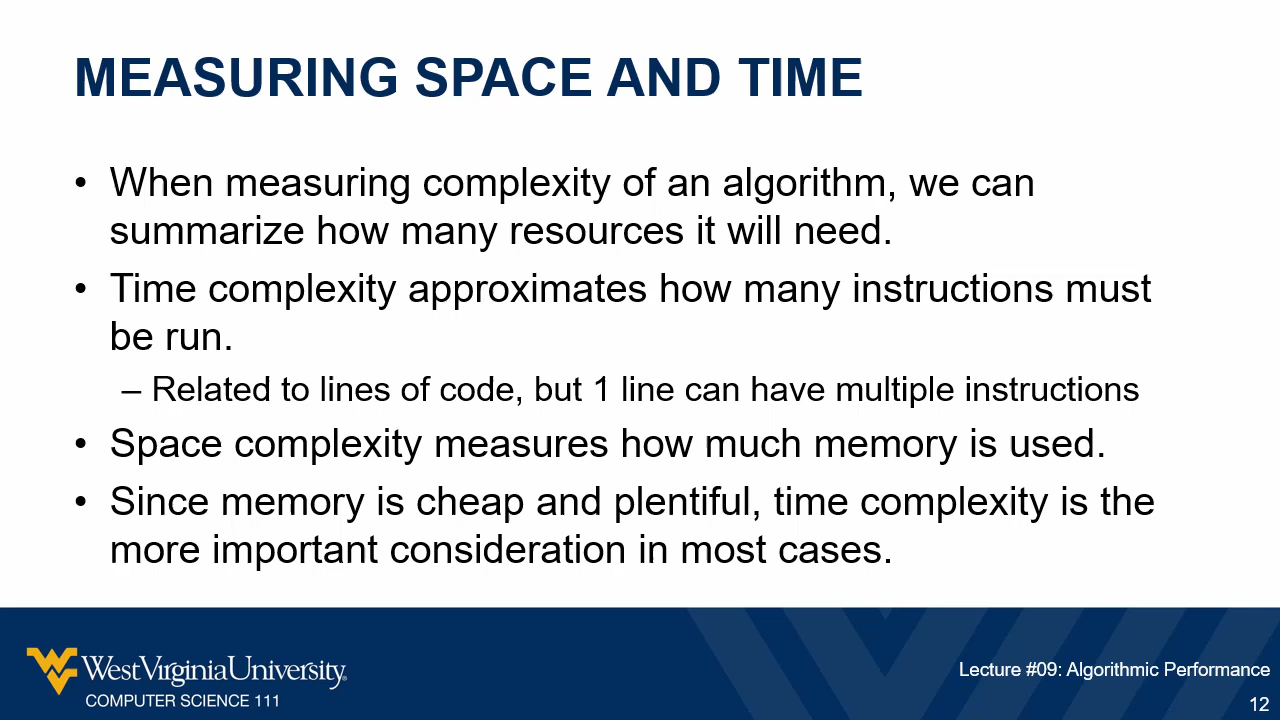 MEASURING SPACE AND TIME
• When measuring complexity of an algorithm, we can
summarize how many resources it will need.
• Time complexity approximates how many instructions must
be run.
– Related to lines of code, but 1 line can have multiple instructions
• Space complexity measures how much memory is used.
• Since memory is cheap and plentiful, time complexity is the
more important consideration in most cases.
WestVirginiaUniversity®
COMPUTER SCIENCE 111
Lecture #09: Algorithmic Performance
12